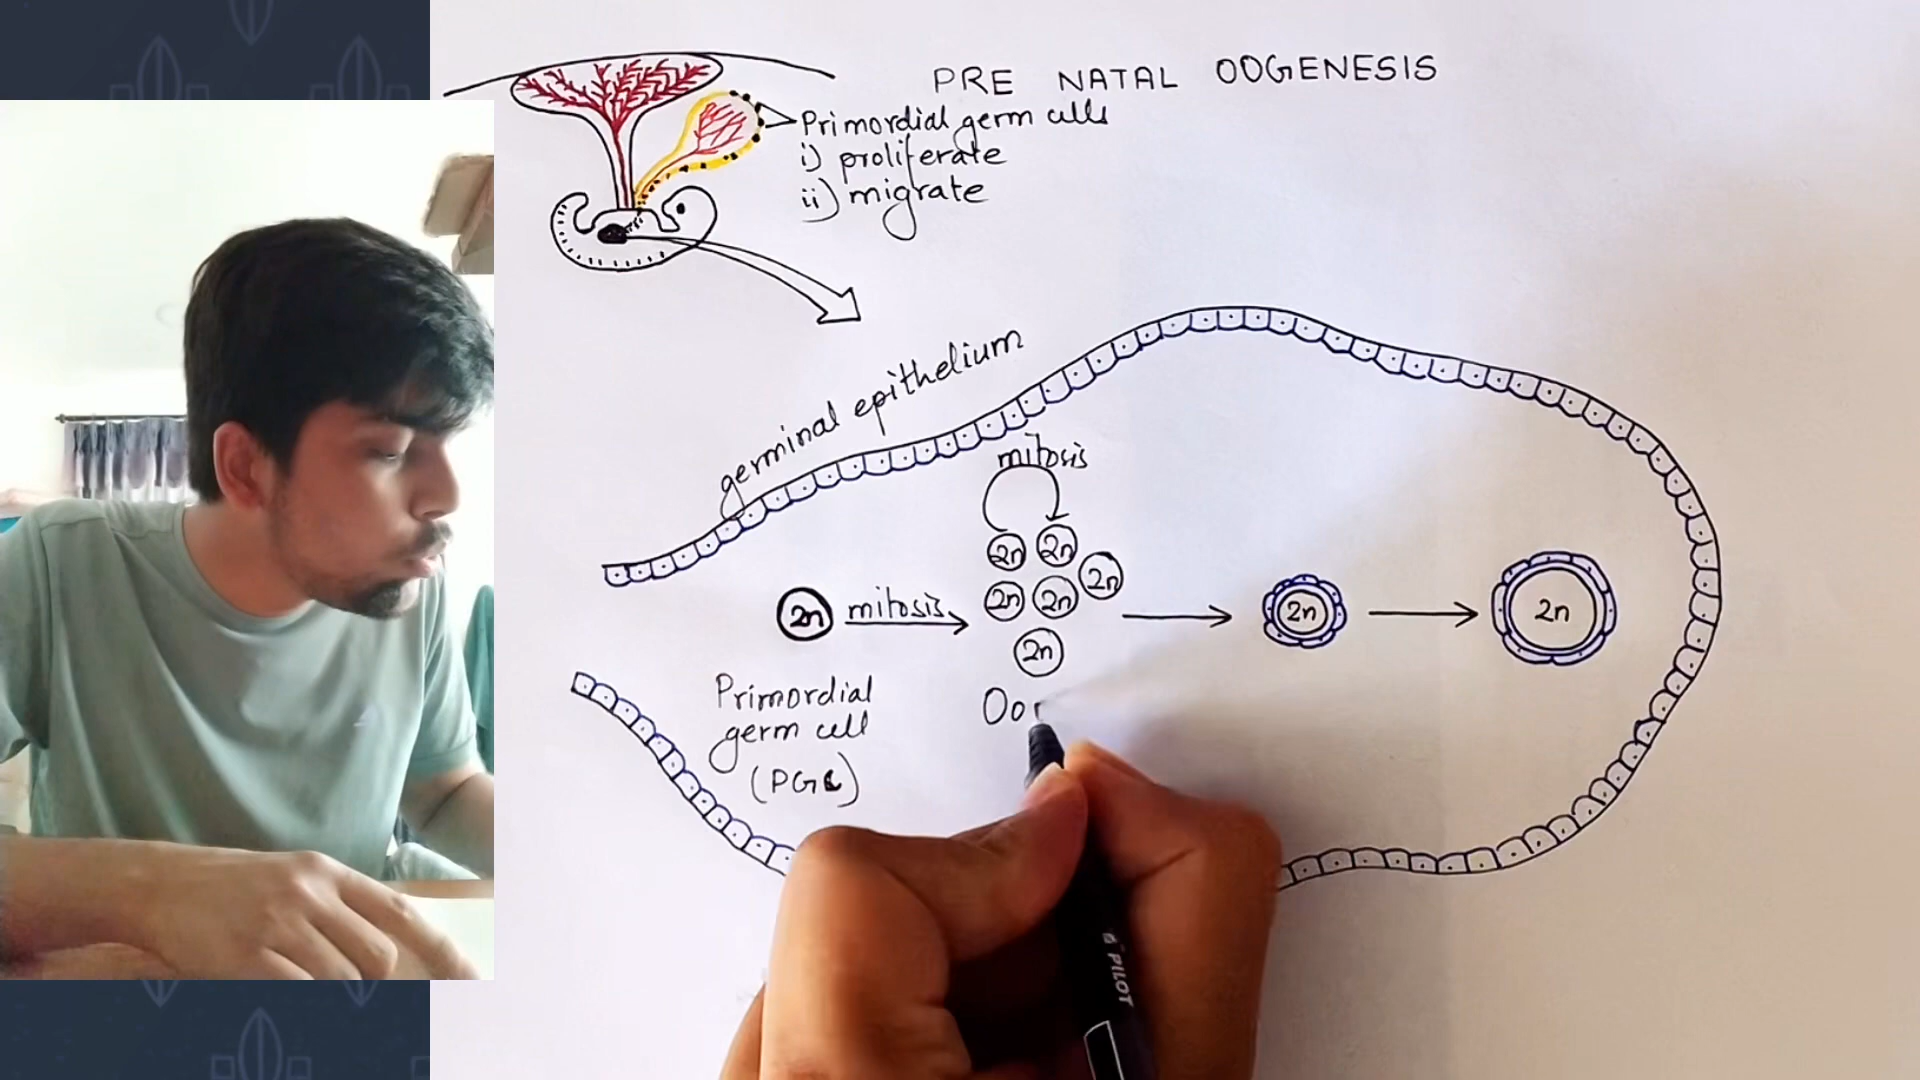 PRE NATAL OOGENESIS
Primordial germ cells
i) proliferate
ii) migrate
germinal epithelium
mitosis
2n 2n
2n
2n mitosis 2n 2n 2n 2n
2n
Primordial
germ cell
(PGC)
Oo
PILOT